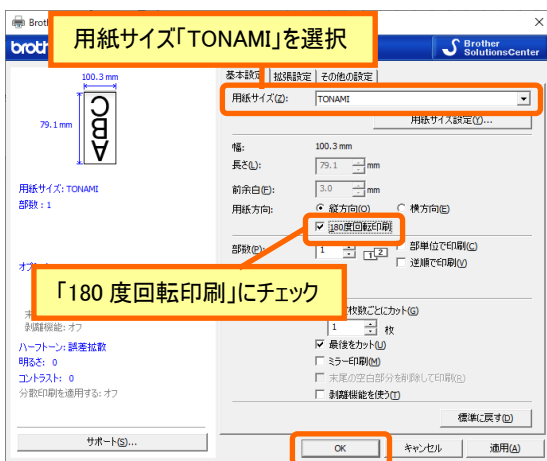 Brot
用紙サイズ「TONAMI」を選択
Brother
SolutionsCenter
100.3 mm
79.1 mm
ABC
用紙サイズ: TONAMI
部数 : 1
ハーフトーン: 誤差拡散
明るさ: 0
コントラスト: 0
分散印刷を適用する: オフ
サポート(S)...
基本設定
拡張設定
その他の設定
用紙サイズ(Z):
TONAMI
用紙サイズ設定(Y)...
幅:
100.3 mm
長さ(L):
79.1
mm
前余白(F):
3.0
mm
用紙方向:
縦方向(O)
横方向(E)
180度回転印刷
部数(P):
1
部単位で印刷(C)
逆順で印刷(V)
「180 度回転印刷」にチェック
剥離機能: オフ
枚数ごとにカット(G)
1
枚
最後をカット(U)
ミラー印刷(M)
末尾の空白部分を削除して印刷(R)
剥離機能を使う(T)
標準に戻す(D)
OK
キャンセル
適用(A)